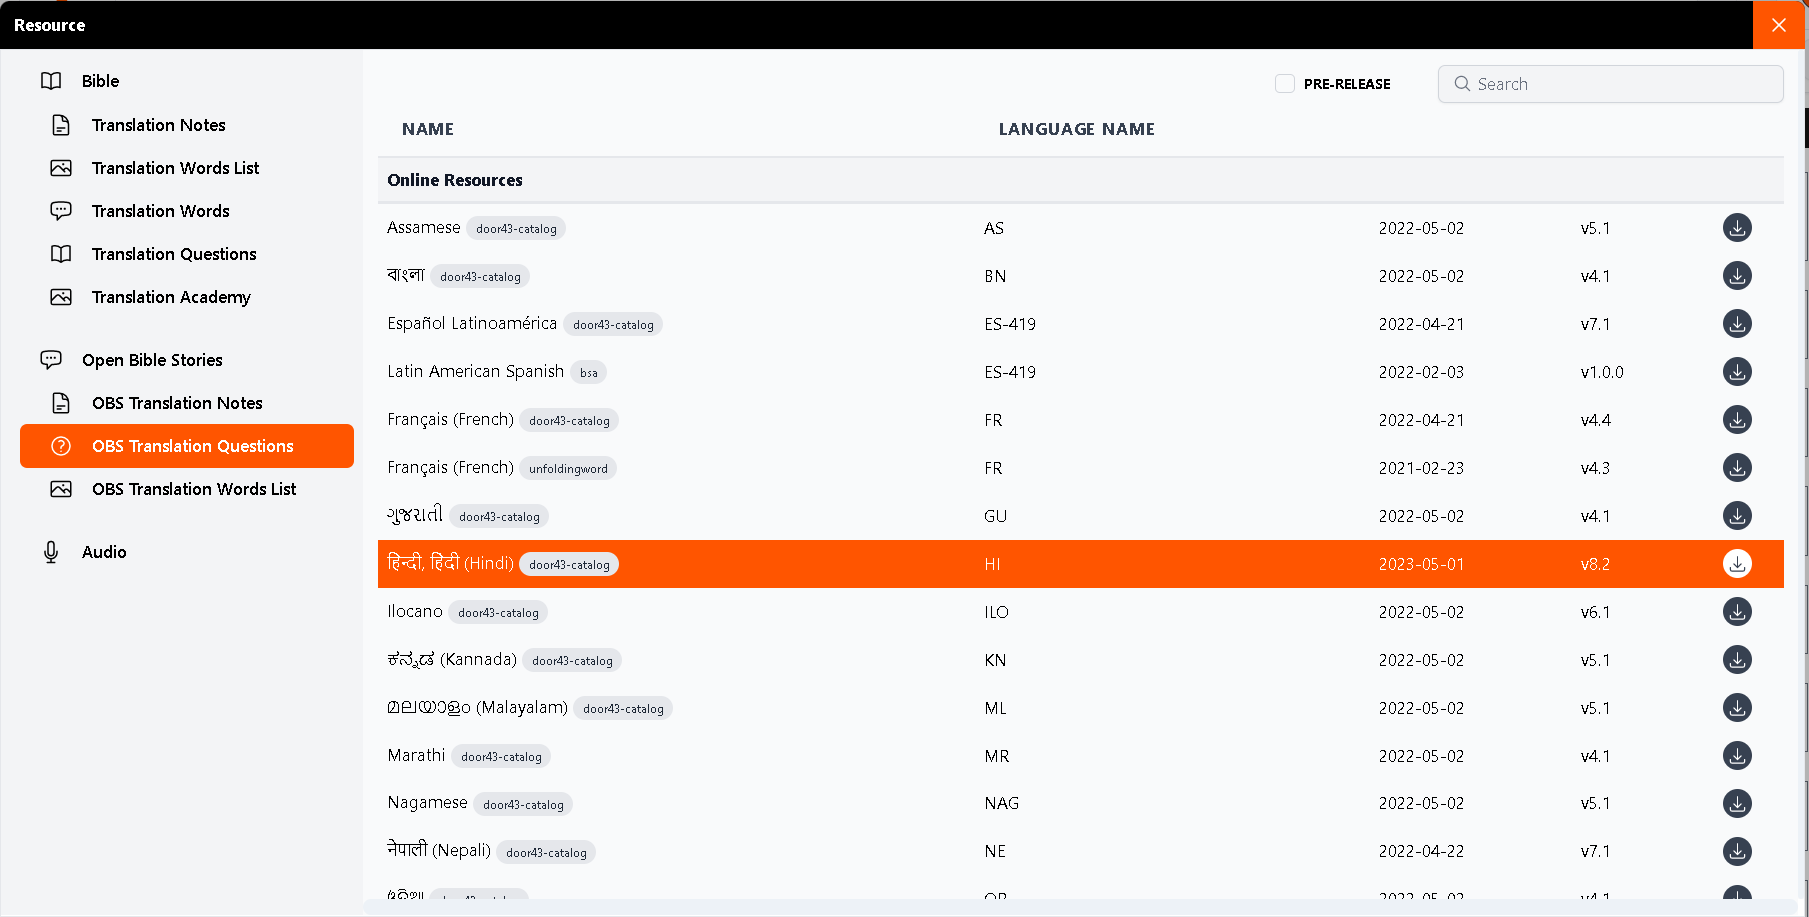 Resource
Bible
Translation Notes
Translation Words List
Translation Words
Translation Questions
Translation Academy
Open Bible Stories
OBS Translation Notes
OBS Translation Questions
OBS Translation Words List
Audio
PRE-RELEASE
Search
NAME LANGUAGE NAME
Online Resources
Assamese door43-catalog AS 2022-05-02 v5.1
বাংলা door43-catalog BN 2022-05-02 v4.1
Español Latinoamérica door43-catalog ES-419 2022-04-21 v7.1
Latin American Spanish bsa ES-419 2022-02-03 v1.0.0
Français (French) door43-catalog FR 2022-04-21 v4.4
Français (French) unfoldingword FR 2021-02-23 v4.3
ગુજરાતી door43-catalog GU 2022-05-02 v4.1
हिन्दी, हिंदी (Hindi) door43-catalog HI 2023-05-01 v8.2
Ilocano door43-catalog ILO 2022-05-02 v6.1
ಕನ್ನಡ (Kannada) door43-catalog KN 2022-05-02 v5.1
മലയാളം (Malayalam) door43-catalog ML 2022-05-02 v5.1
Marathi door43-catalog MR 2022-05-02 v4.1
Nagamese door43-catalog NAG 2022-05-02 v5.1
नेपाली (Nepali) door43-catalog NE 2022-04-22 v7.1
door43-catalog OR 2022-05-02 v4.1